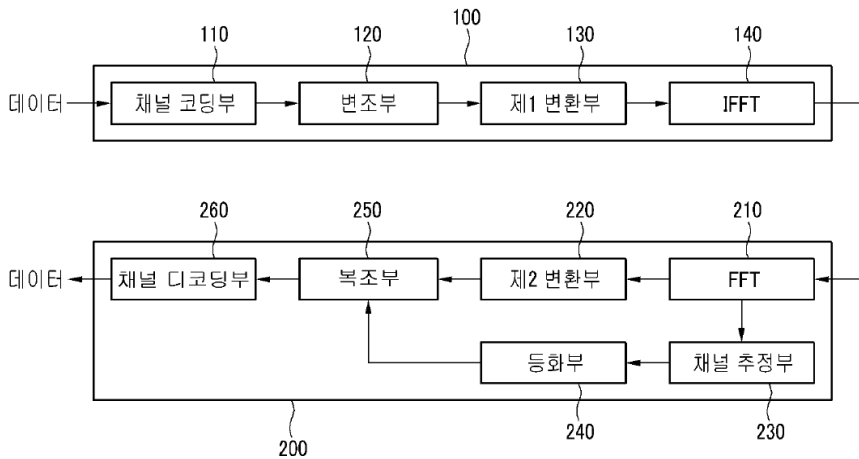 100
110 120 130 140
데이터 채널 코딩부 변조부 제1 변환부 IFFT
260 250 220 210
데이터 채널 디코딩부 복조부 제2 변환부 FFT
등화부 채널 추정부
200 240 230